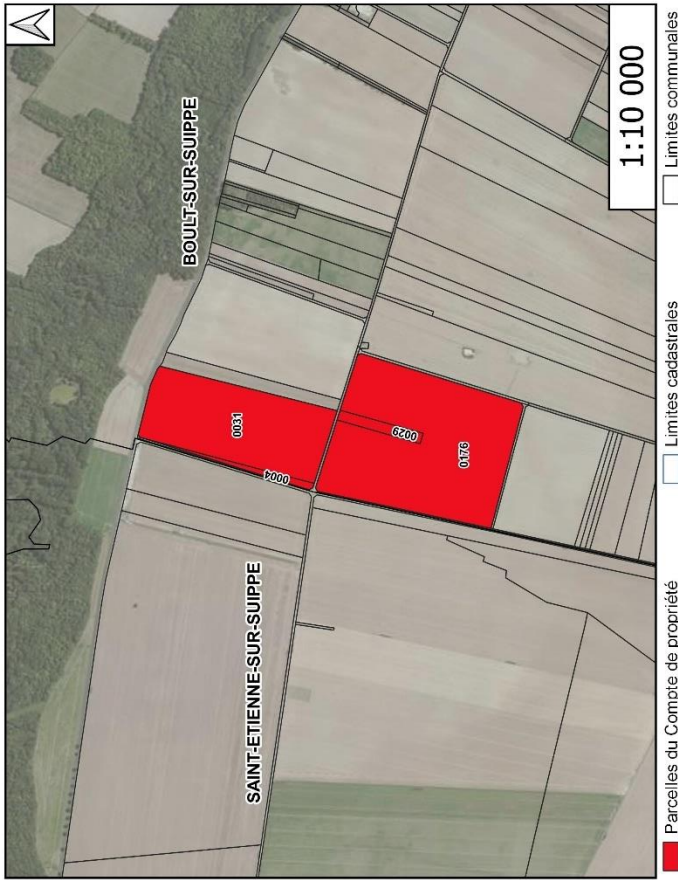 BOULT-SUR-SUIPPE
0031
0004
0029
0176
SAINT-ETIENNE-SUR-SUIPPE
1:10 000
Parcelles du Compte de propriété
Limites cadastrales
Limites communales